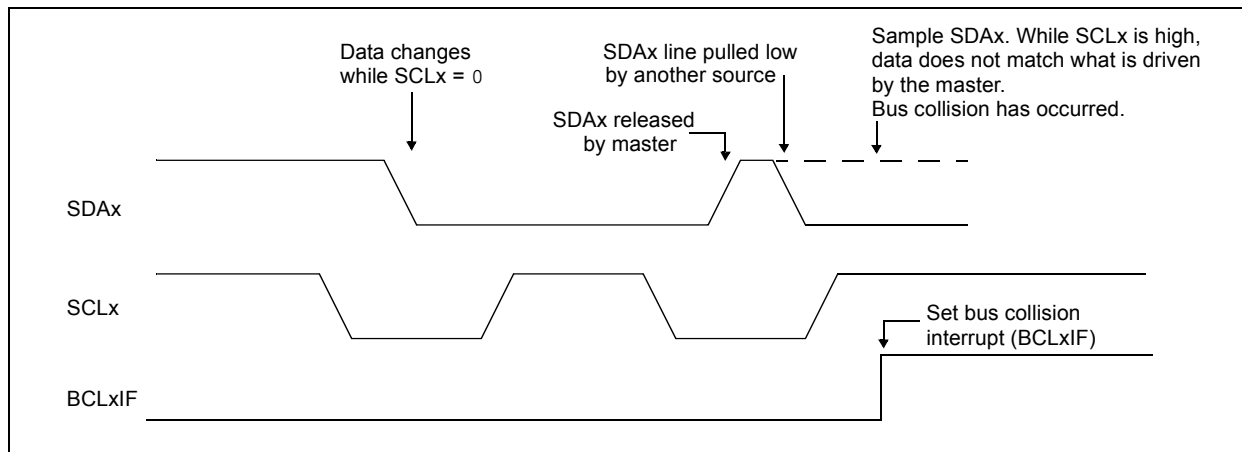 Data changes
while SCLx = 0
SDAx line pulled low
by another source
Sample SDAx. While SCLx is high,
data does not match what is driven
by the master.
Bus collision has occurred.
SDAx released
by master
SDAx
SCLx
Set bus collision
interrupt (BCLxIF)
BCLxIF